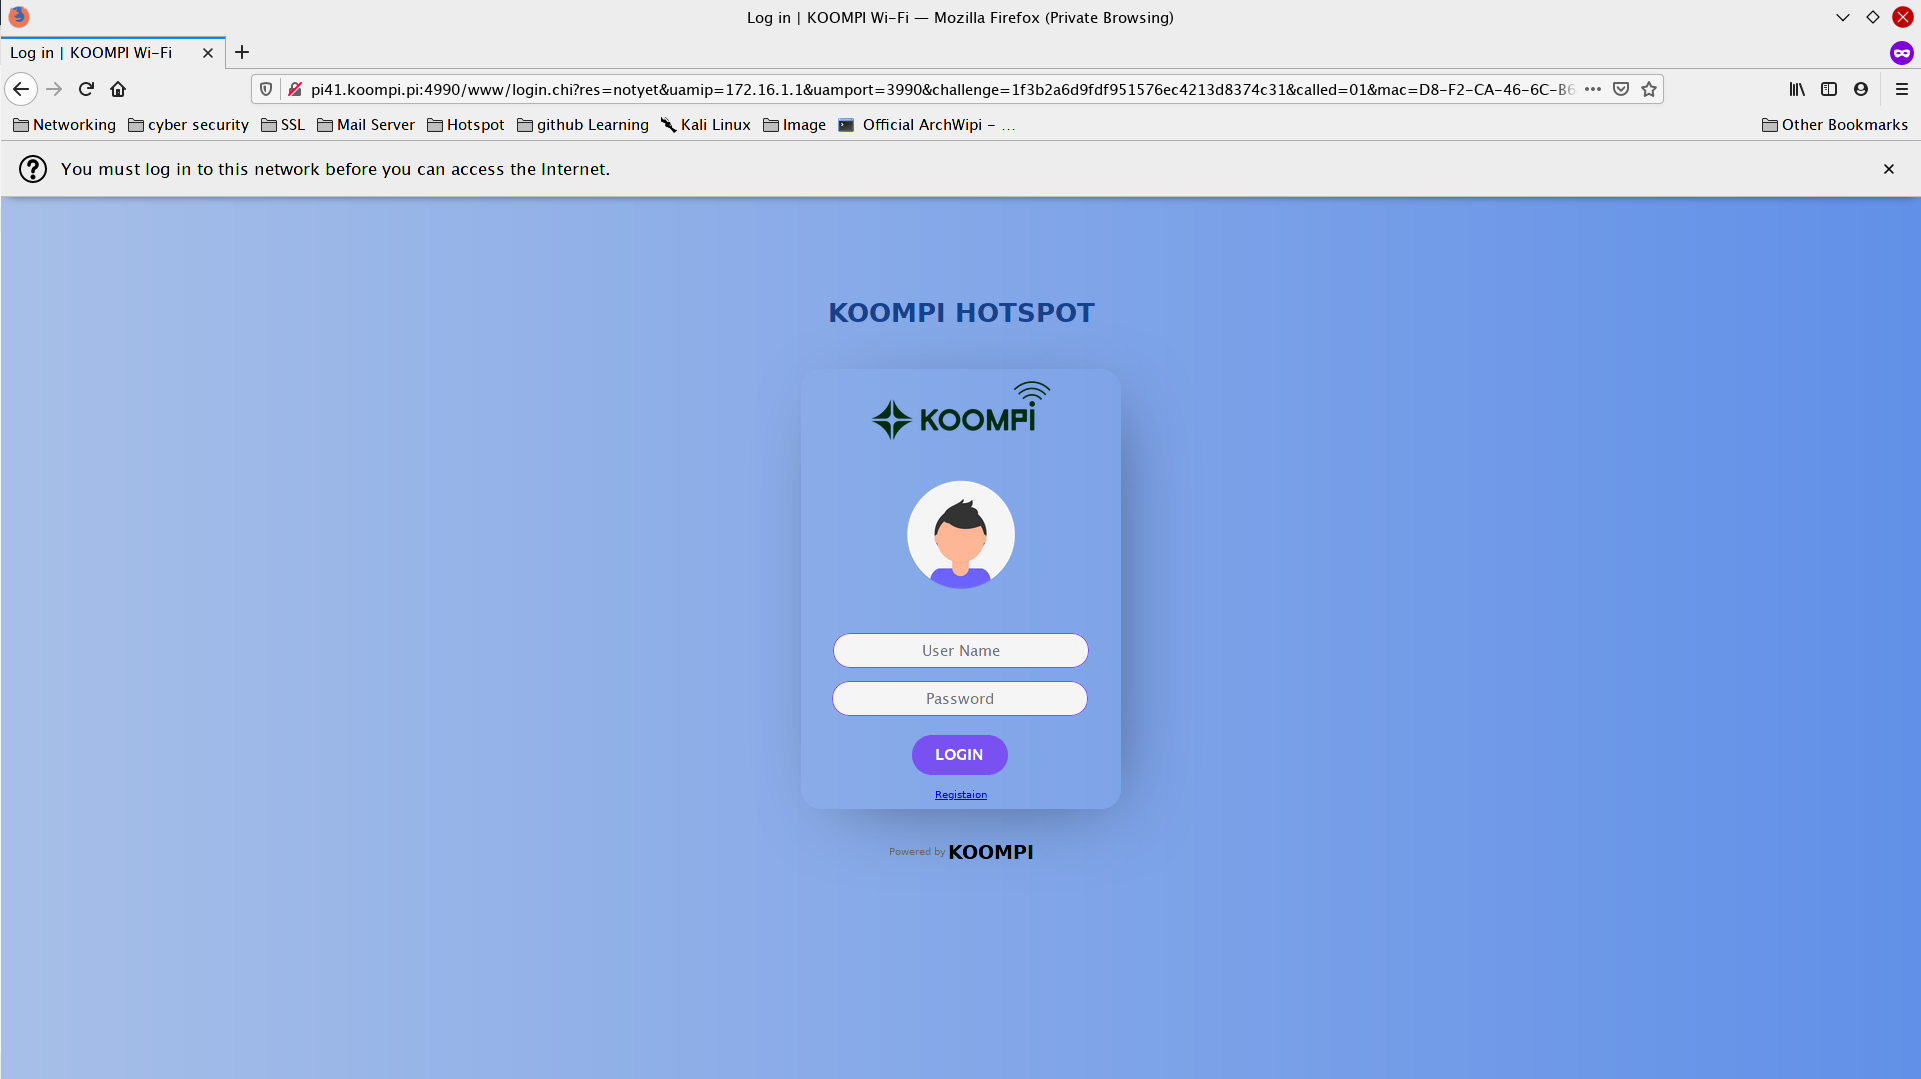 Log in | KOOMPI Wi-Fi — Mozilla Firefox (Private Browsing)
Log in | KOOMPI Wi-Fi
pi41.koompi.pi:4990/www/login.chi?res=notyet&uamip=172.16.1.1&uamport=3990&challenge=1f3b2a6d9fdf951576ec4213d8374c31&called=01&mac=D8-F2-CA-46-6C-B6
Networking cyber security SSL Mail Server Hotspot github Learning Kali Linux Image Official ArchWipi - ... Other Bookmarks
You must log in to this network before you can access the Internet.
KOOMPI HOTSPOT
KOOMPi
User Name
Password
LOGIN
Registaion
Powered by KOOMPI